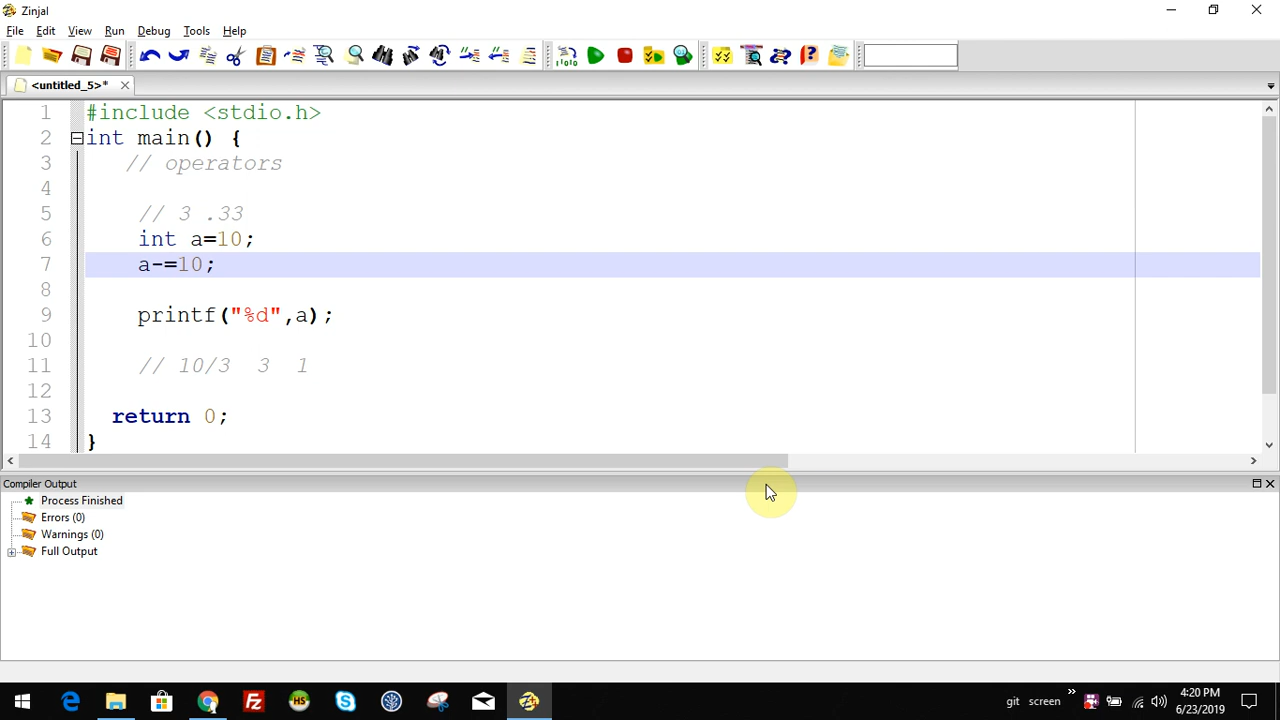 Zinjal
File Edit View Run Debug Tools Help
<untitled_5>*
1 #include <stdio.h>
2 int main() {
3 // operators
4
5 // 3 .33
6 int a=10;
7 a-=10;
8
9 printf("%d",a);
10
11 // 10/3 3 1
12
13 return 0;
14 }
Compiler Output
Process Finished
Errors (0)
Warnings (0)
Full Output
git screen » 4:20 PM
6/23/2019